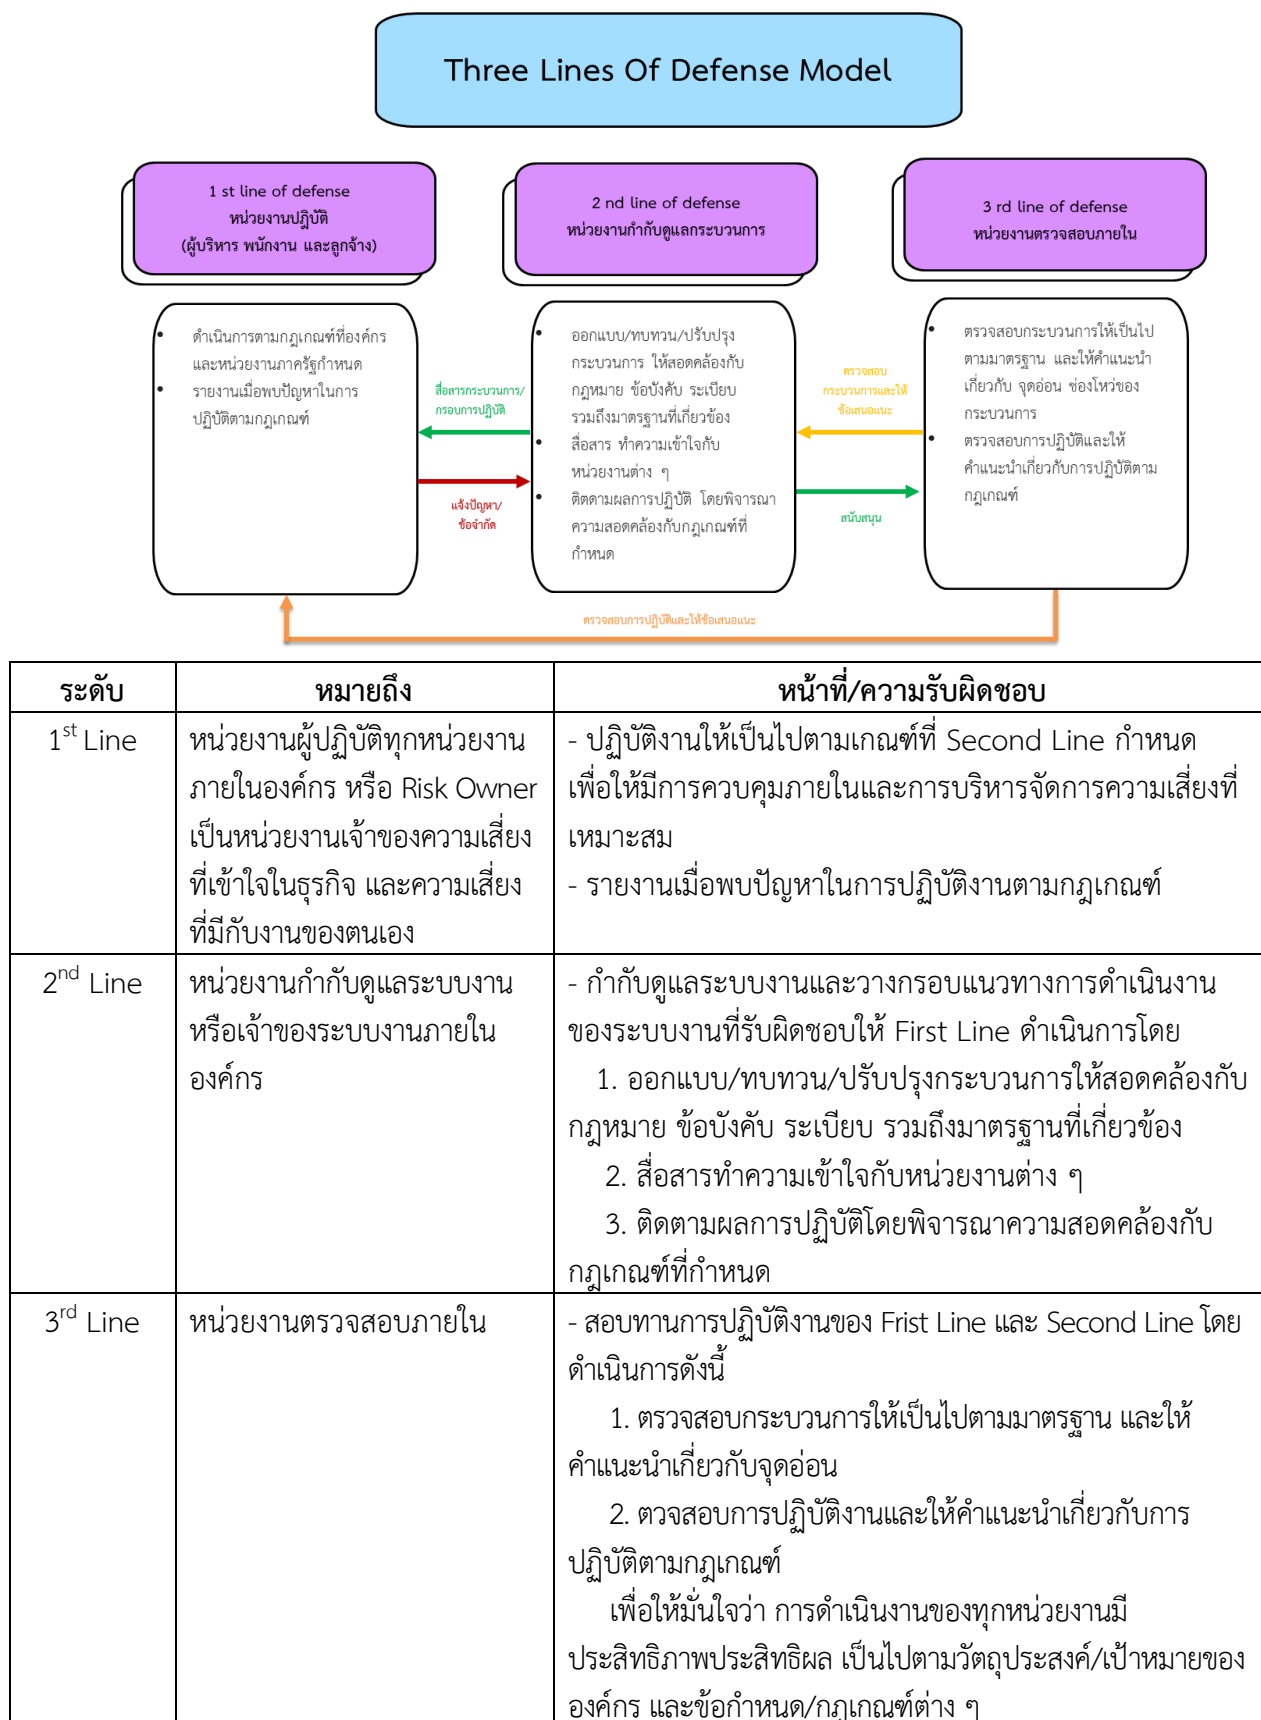 Three Lines Of Defense Model
1 st line of defense
หน่วยงานปฏิบัติ
(ผู้บริหาร พนักงาน และลูกจ้าง)
2 nd line of defense
หน่วยงานกำกับดูแลกระบวนการ
3 rd line of defense
หน่วยงานตรวจสอบภายใน
• ดำเนินการตามกฎเกณฑ์ที่องค์กร
และหน่วยงานภาครัฐกำหนด
• รายงานเมื่อพบปัญหาในการ
ปฏิบัติตามกฎเกณฑ์
สื่อสารกระบวนการ/
กรอบการปฏิบัติ
แจ้งปัญหา/
ข้อจำกัด
• ออกแบบ/ทบทวน/ปรับปรุง
กระบวนการ ให้สอดคล้องกับ
กฎหมาย ข้อบังคับ ระเบียบ
รวมถึงมาตรฐานที่เกี่ยวข้อง
• สื่อสาร ทำความเข้าใจกับ
หน่วยงานต่าง ๆ
• ติตดามผลการปฏิบัติ โดยพิจารณา
ความสอดคล้องกับกฎเกณฑ์ที่
กำหนด
ตรวจสอบ
กระบวนการและให้
ข้อเสนอแนะ
สนับสนุน
• ตรวจสอบกระบวนการให้เป็นไป
ตามมาตรฐาน และให้คำแนะนำ
เกี่ยวกับ จุดอ่อน ช่องโหว่ของ
กระบวนการ
• ตรวจสอบการปฏิบัติและให้
คำแนะนำเกี่ยวกับการปฏิบัติตาม
กฎเกณฑ์
ตรวจสอบการปฏิบัติและให้ข้อเสนอแนะ
ระดับ หมายถึง หน้าที่/ความรับผิดชอบ
1st Line
หน่วยงานผู้ปฏิบัติทุกหน่วยงาน
ภายในองค์กร หรือ Risk Owner
เป็นหน่วยงานเจ้าของความเสี่ยง
ที่เข้าใจในธุรกิจ และความเสี่ยง
ที่มีกับงานของตนเอง
- ปฏิบัติงานให้เป็นไปตามเกณฑ์ที่ Second Line กำหนด
เพื่อให้มีการควบคุมภายในและการบริหารจัดการความเสี่ยงที่
เหมาะสม
- รายงานเมื่อพบปัญหาในการปฏิบัติงานตามกฎเกณฑ์
2nd Line
หน่วยงานกำกับดูแลระบบงาน
หรือเจ้าของระบบงานภายใน
องค์กร
- กำกับดูแลระบบงานและวางกรอบแนวทางการดำเนินงาน
ของระบบงานที่รับผิดชอบให้ First Line ดำเนินการโดย
1. ออกแบบ/ทบทวน/ปรับปรุงกระบวนการให้สอดคล้องกับ
กฎหมาย ข้อบังคับ ระเบียบ รวมถึงมาตรฐานที่เกี่ยวข้อง
2. สื่อสารทำความเข้าใจกับหน่วยงานต่าง ๆ
3. ติดตามผลการปฏิบัติโดยพิจารณาความสอดคล้องกับ
กฎเกณฑ์ที่กำหนด
3rd Line
หน่วยงานตรวจสอบภายใน
- สอบทานการปฏิบัติงานของ Frist Line และ Second Line โดย
ดำเนินการดังนี้
1. ตรวจสอบกระบวนการให้เป็นไปตามมาตรฐาน และให้
คำแนะนำเกี่ยวกับจุดอ่อน
2. ตวจสอบการปฏิบัติงานและให้คำแนะนำเกี่ยวกับการ
ปฏิบัติตามกฎเกณฑ์
เพื่อให้มั่นใจว่า การดำเนินงานของทุกหน่วยงานมี
ประสิทธิภาพประสิทธิผล เป็นไปตามวัตถุประสงค์/เป้าหมายของ
องค์กร และข้อกำหนด/กฎเกณฑ์ต่าง ๆ